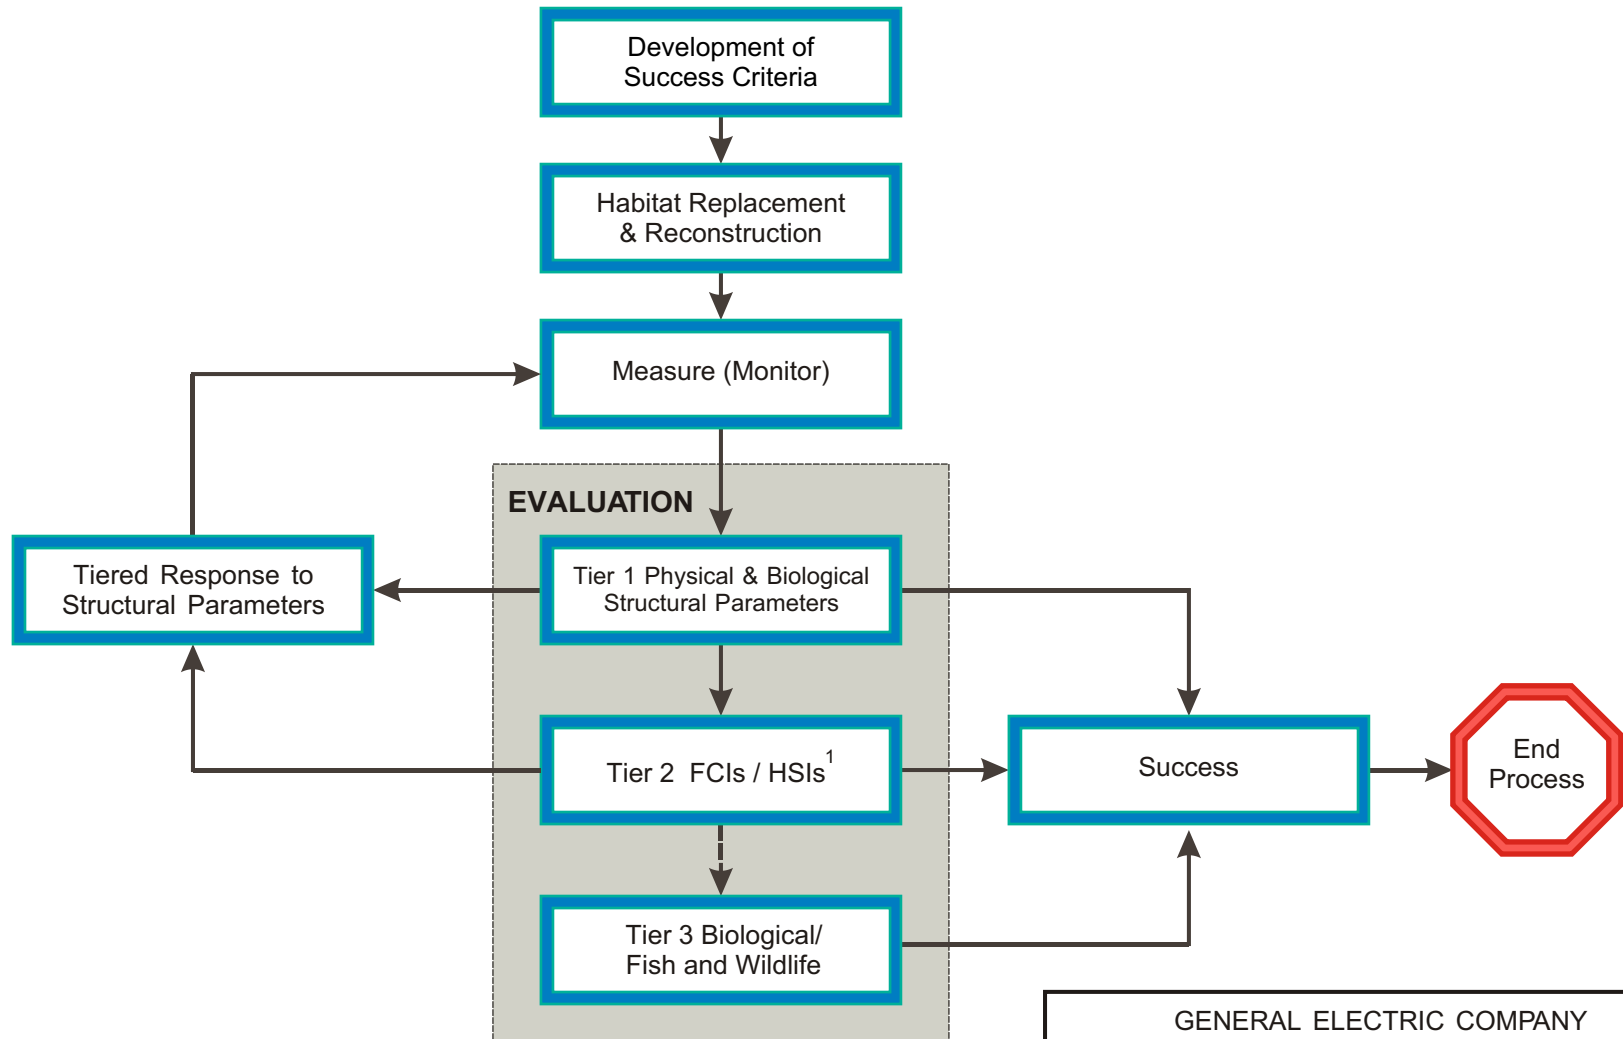 Development of
Success Criteria
Habitat Replacement
& Reconstruction
Measure (Monitor)
EVALUATION
Tiered Response to
Structural Parameters
Tier 1 Physical & Biological
Structural Parameters
Tier 2 FCIs / HSIs¹
Success
End
Process
Tier 3 Biological/
Fish and Wildlife
GENERAL ELECTRIC COMPANY